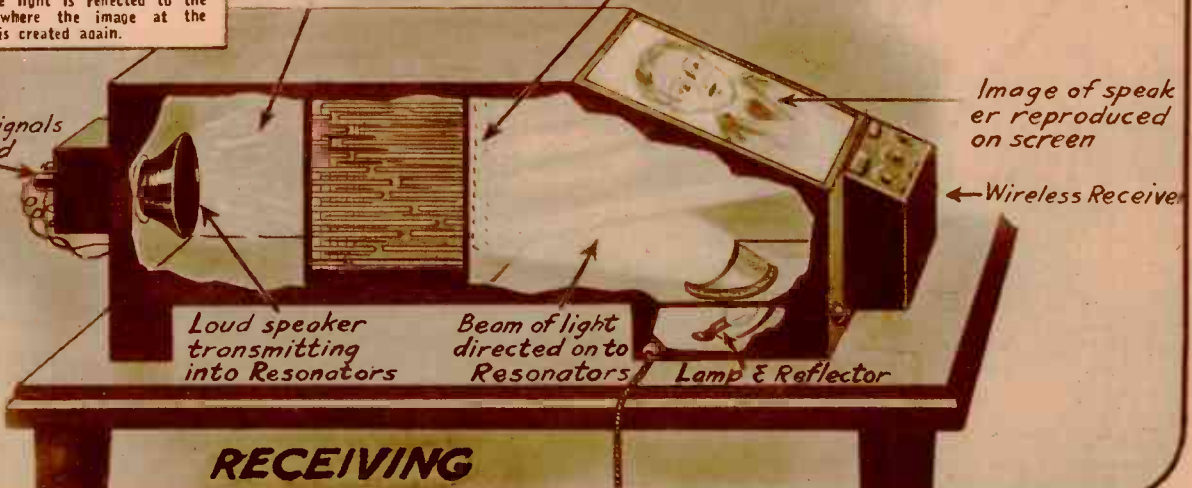 light is reflected to the
where the image at the
is created again.
Image of speak
er reproduced
on screen
Wireless Receive
Loud speaker
transmitting
into Resonators
Beam of light
directed on to
Resonators
Lamp & Reflector
RECEIVING